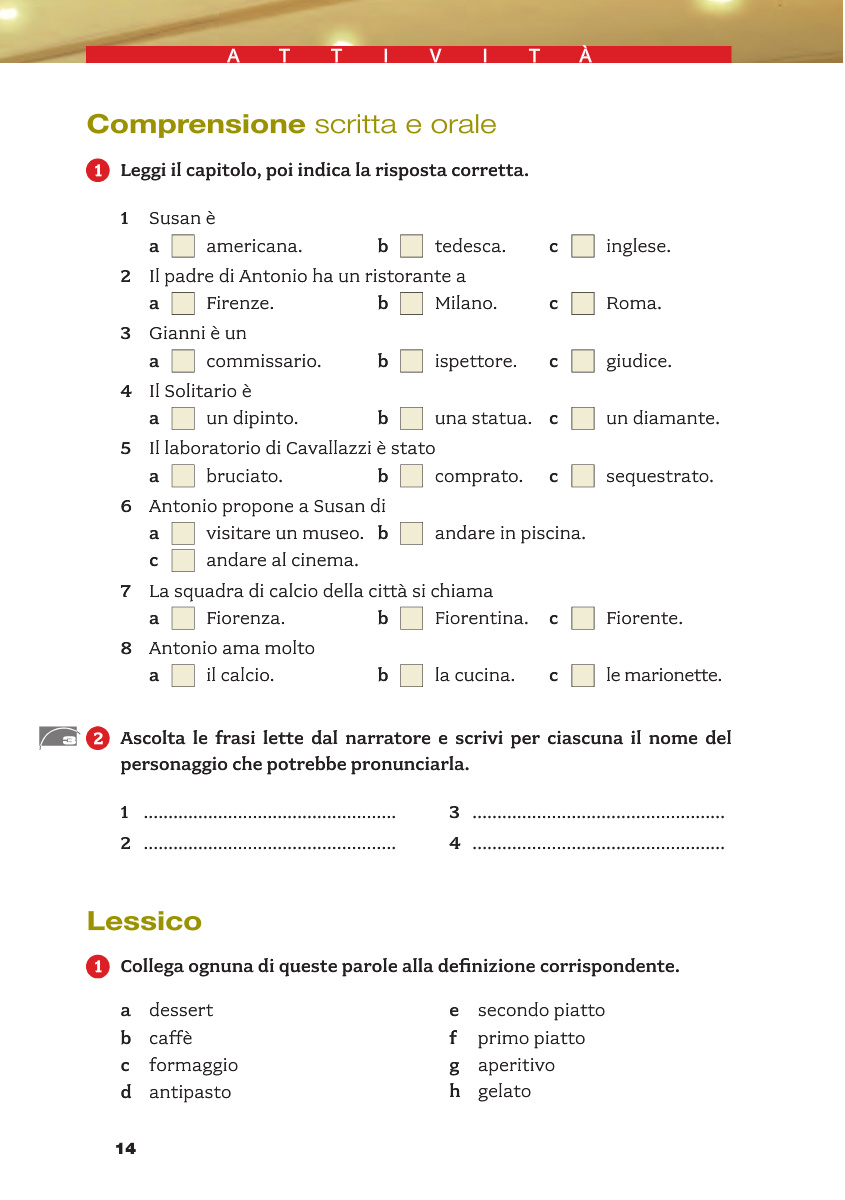 ATTIVITÀ
Comprensione scritta e orale
1 Leggi il capitolo, poi indica la risposta corretta.
1 Susan è
a americana. b tedesca. c inglese.
2 Il padre di Antonio ha un ristorante a
a Firenze. b Milano. c Roma.
3 Gianni è un
a commissario. b ispettore. c giudice.
4 Il Solitario è
a un dipinto. b una statua. c un diamante.
5 Il laboratorio di Cavallazzi è stato
a bruciato. b comprato. c sequestrato.
6 Antonio propone a Susan di
a visitare un museo. b andare in piscina.
c andare al cinema.
7 La squadra di calcio della città si chiama
a Fiorenza. b Fiorentina. c Fiorente.
8 Antonio ama molto
a il calcio. b la cucina. c le marionette.
3 2 Ascolta le frasi lette dal narratore e scrivi per ciascuna il nome del
personaggio che potrebbe pronunciarla.
1 ................................................... 3 ...................................................
2 ................................................... 4 ...................................................
Lessico
1 Collega ognuna di queste parole alla definizione corrispondente.
a dessert e secondo piatto
b caffè f primo piatto
c formaggio g aperitivo
d antipasto h gelato
14